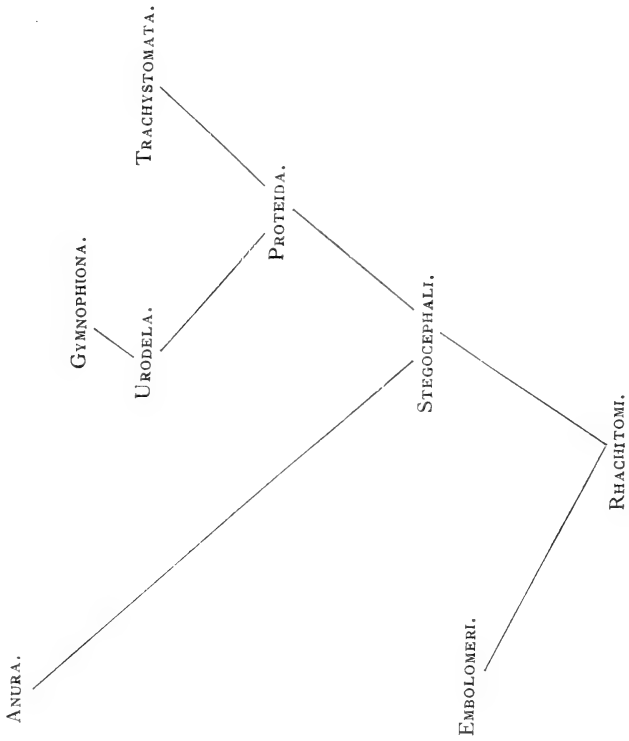 ANURA.
GYMNOPHIONA.
URODELA.
TRACHYSTOMATA.
PROTEIDA.
STEGOCEPHALI.
EMBOLOMERI.
RHACHITOMI.